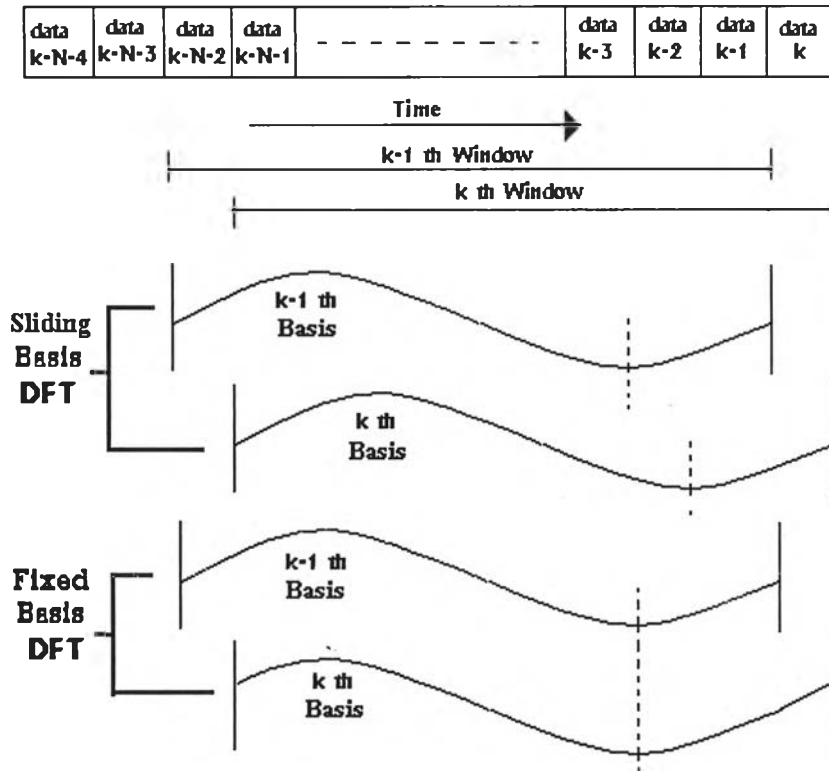 data data data data data data data data
k-N-4 k-N-3 k-N-2 k-N-1 k-3 k-2 k-1 k
Time
k-1 th Window
k th Window
k-1 th
Basis
Sliding
Basis
DFT
k th
Basis
k-1 th
Basis
Fixed
Basis
DFT
k th
Basis